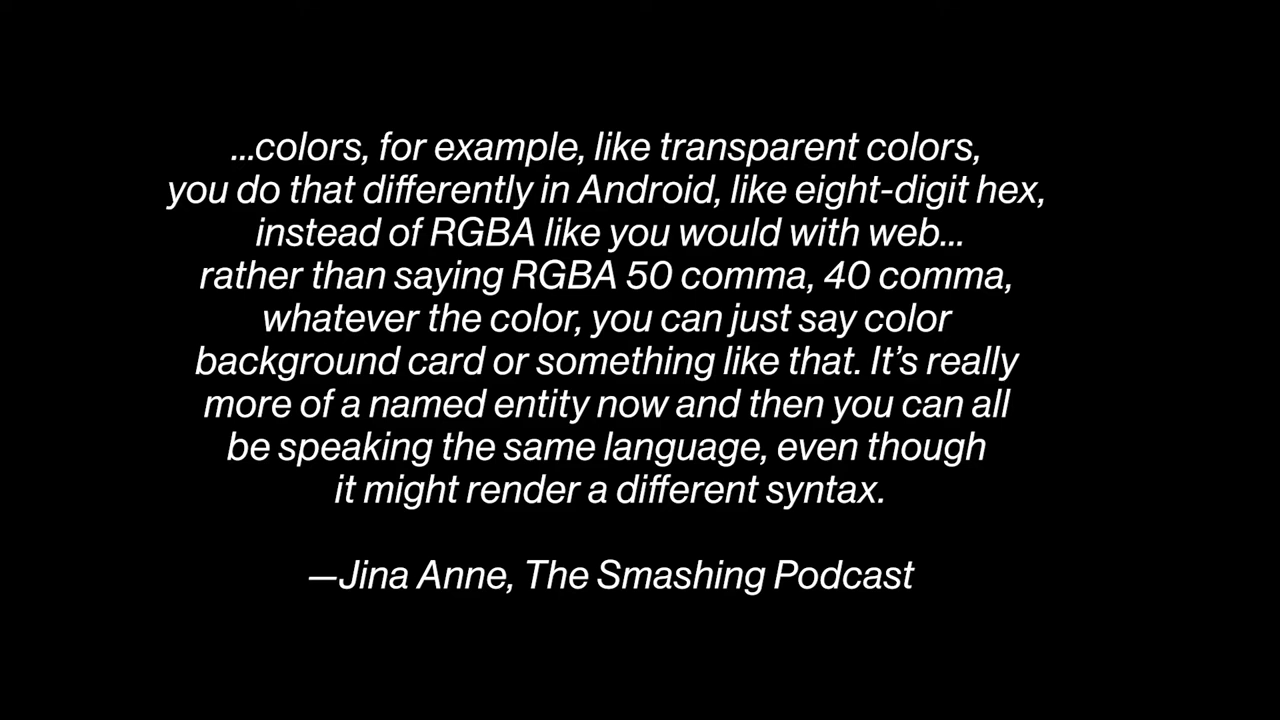 ...colors, for example, like transparent colors,
you do that differently in Android, like eight-digit hex,
instead of RGBA like you would with web...
rather than saying RGBA 50 comma, 40 comma,
whatever the color, you can just say color
background card or something like that. It’s really
more of a named entity now and then you can all
be speaking the same language, even though
it might render a different syntax.
—Jina Anne, The Smashing Podcast